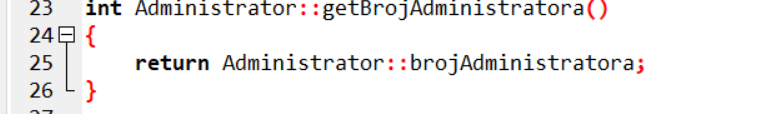 23 int Administrator::getBrojAdministratora()
24 {
25 return Administrator::brojAdministratora;
26 }